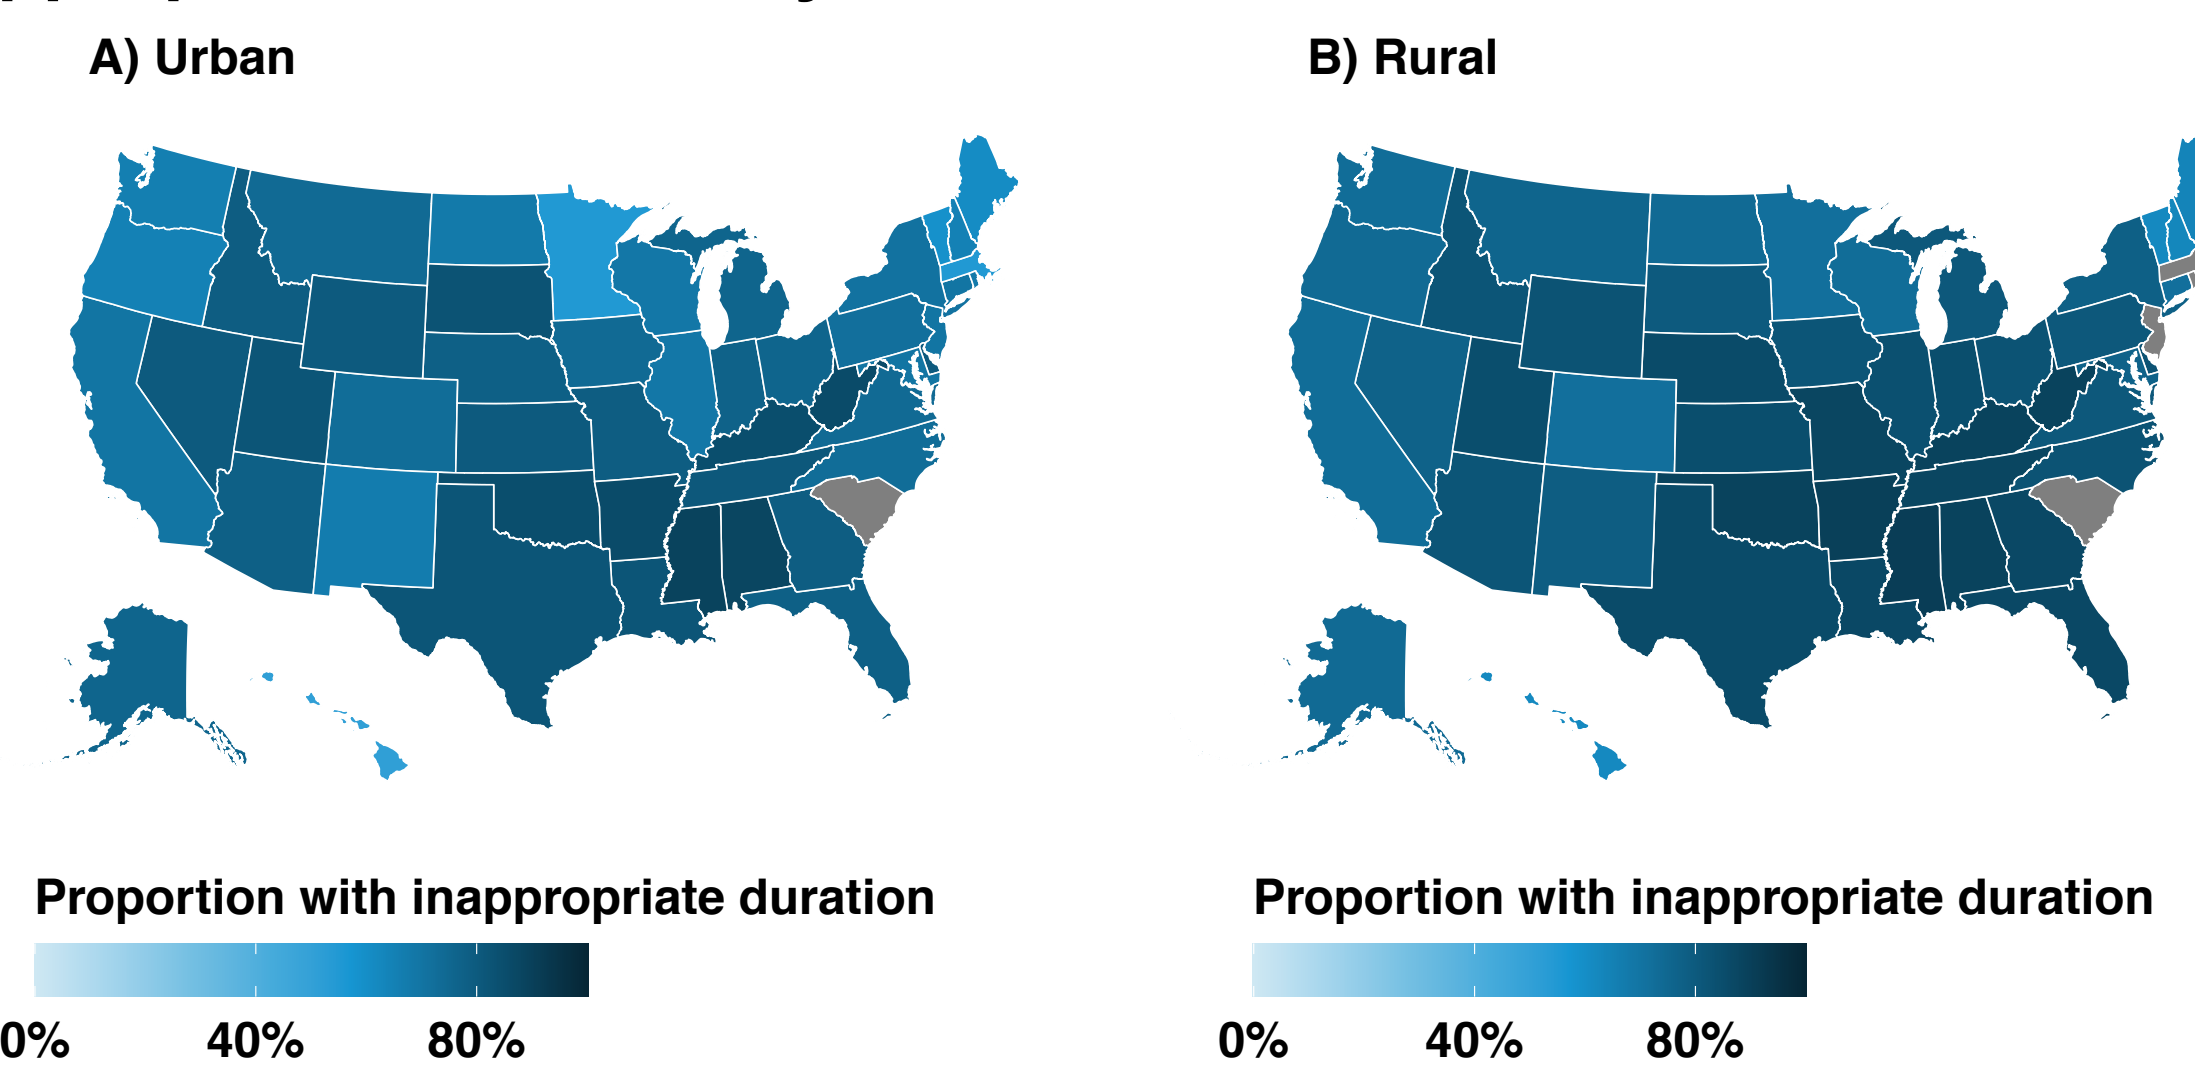 A) Urban
B) Rural
Proportion with inappropriate duration
0% 40% 80%
Proportion with inappropriate duration
0% 40% 80%